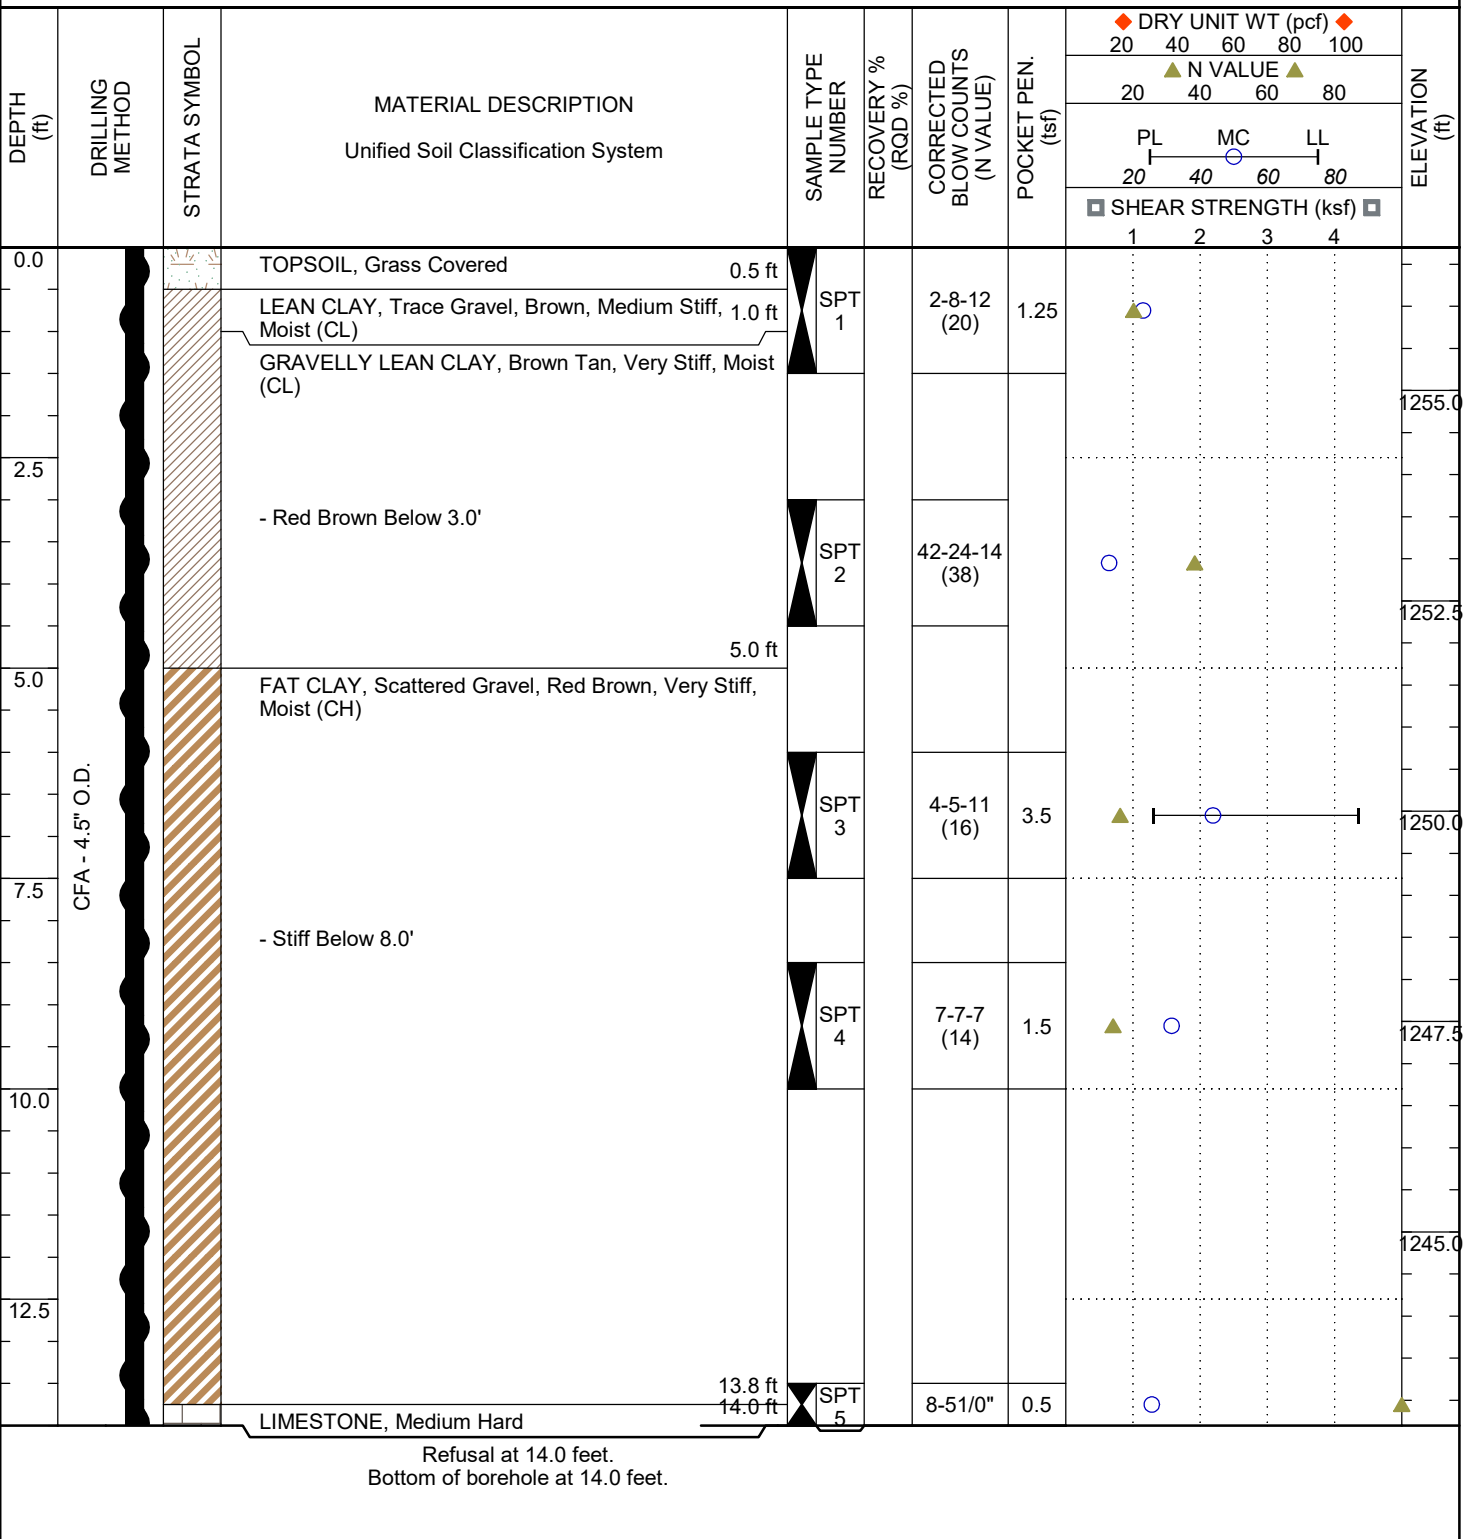 DEPTH
(ft)
DRILLING
METHOD
STRATA SYMBOL
MATERIAL DESCRIPTION
Unified Soil Classification System
SAMPLE TYPE
NUMBER
RECOVERY %
(RQD %)
CORRECTED
BLOW COUNTS
(N VALUE)
POCKET PEN.
(tsf)
DRY UNIT WT (pcf)
20 40 60 80 100
N VALUE
20 40 60 80
PL MC LL
20 40 60 80
SHEAR STRENGTH (ksf)
1 2 3 4
ELEVATION
(ft)
0.0
TOPSOIL, Grass Covered
0.5 ft
LEAN CLAY, Trace Gravel, Brown, Medium Stiff,
Moist (CL)
1.0 ft
SPT
1
2-8-12
(20)
1.25
GRAVELLY LEAN CLAY, Brown Tan, Very Stiff, Moist
(CL)
1255.0
2.5
- Red Brown Below 3.0'
SPT
2
42-24-14
(38)
1252.5
5.0 ft
5.0
FAT CLAY, Scattered Gravel, Red Brown, Very Stiff,
Moist (CH)
CFA - 4.5" O.D.
SPT
3
4-5-11
(16)
3.5
1250.0
7.5
- Stiff Below 8.0'
SPT
4
7-7-7
(14)
1.5
1247.5
10.0
1245.0
12.5
13.8 ft
14.0 ft
SPT
5
8-51/0"
0.5
LIMESTONE, Medium Hard
Refusal at 14.0 feet.
Bottom of borehole at 14.0 feet.